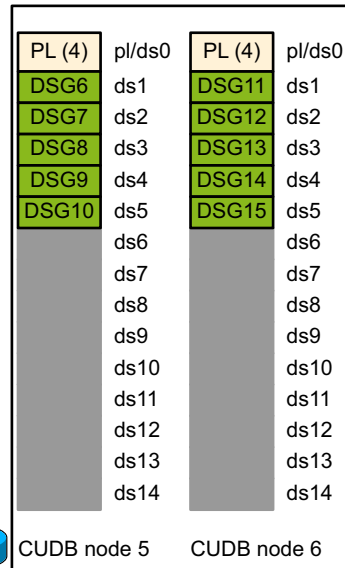 PL (4) pl/ds0 PL (4) pl/ds0
DSG6 ds1 DSG11 ds1
DSG7 ds2 DSG12 ds2
DSG8 ds3 DSG13 ds3
DSG9 ds4 DSG14 ds4
DSG10 ds5 DSG15 ds5
ds6 ds6
ds7 ds7
ds8 ds8
ds9 ds9
ds10 ds10
ds11 ds11
ds12 ds12
ds13 ds13
ds14 ds14
CUDB node 5 CUDB node 6